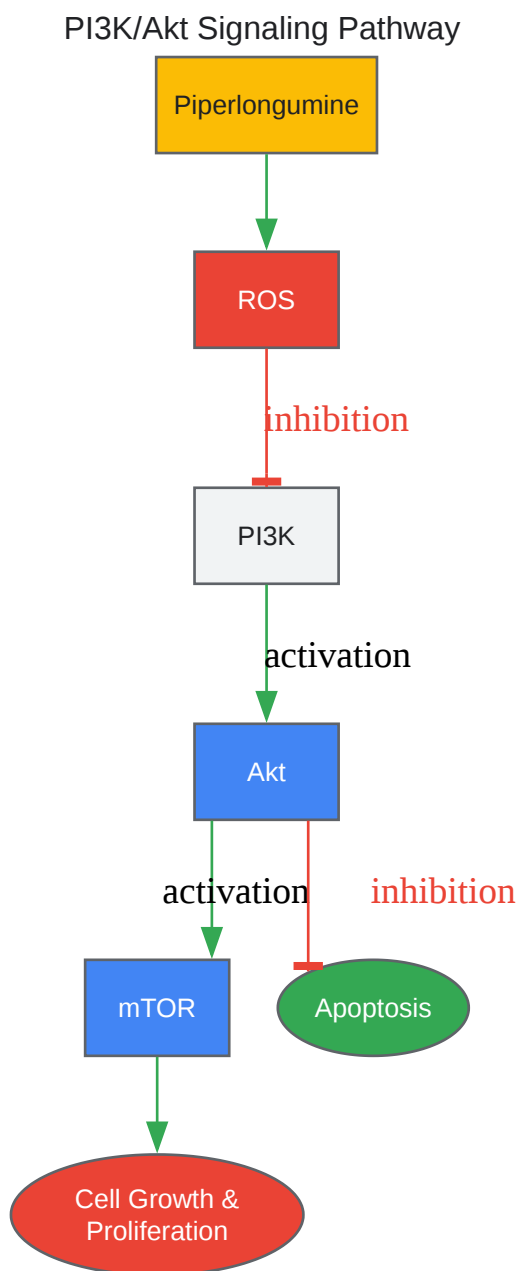 PI3K/Akt Signaling Pathway
Piperlongumine
ROS
inhibition
PI3K
activation
Akt
activation
inhibition
mTOR
Apoptosis
Cell Growth &
Proliferation